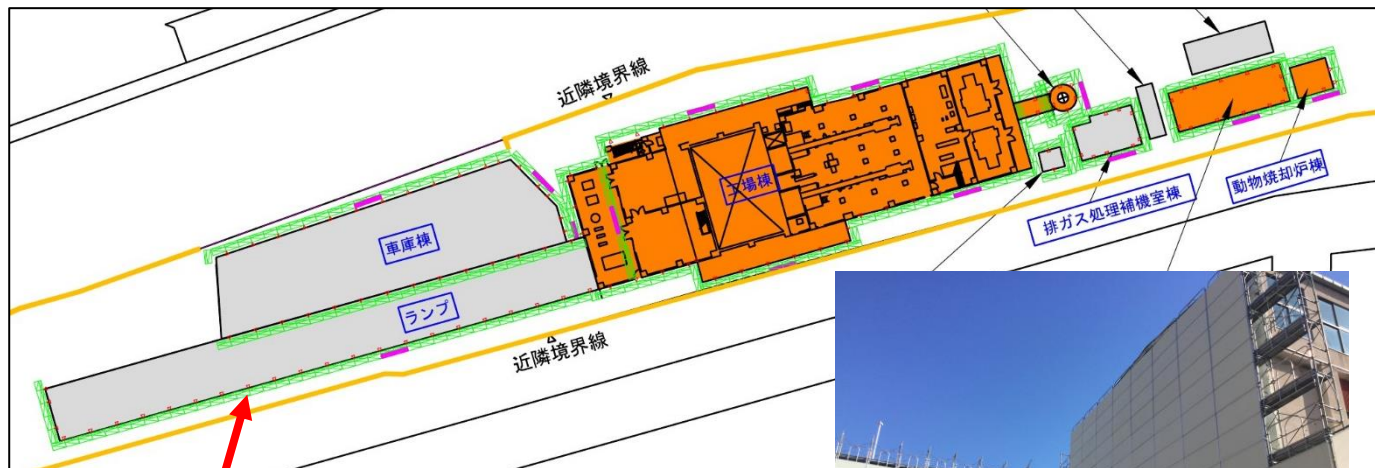 近隣境界線
工場棟
動物焼却炉棟
排ガス処理補機室棟
車庫棟
ランプ
近隣境界線